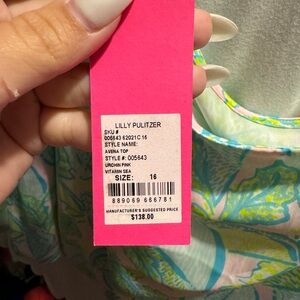 LILLY PULITZER
SKU #
005643 62021C 16
STYLE NAME:
AVENA TOP
STYLE #: 005643
URCHIN PINK
VITAMIN SEA
SIZE: 16
889069 666781
MANUFACTURER'S SUGGESTED PRICE
$138.00